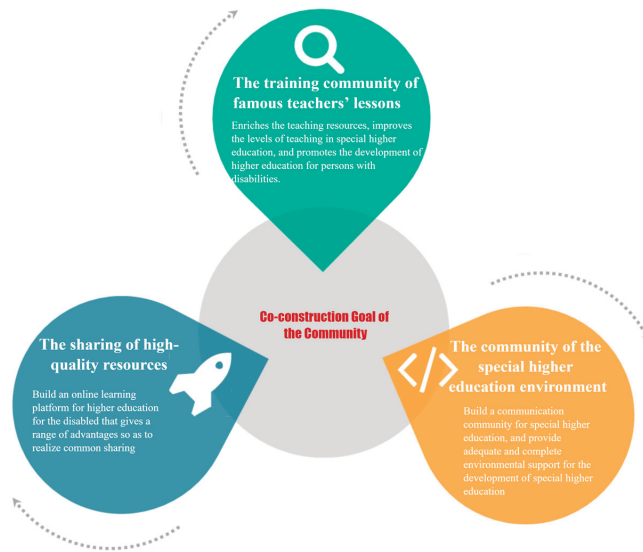 The training community of
famous teachers' lessons
Enriches the teaching resources, improves
the levels of teaching in special higher
education, and promotes the development of
higher education for persons with
disabilities.
Co-construction Goal of
the Community
The sharing of high-
quality resources
Build an online learning
platform for higher education
for the disabled that gives a
range of advantages so as to
realize common sharing
The community of the
special higher
education environment
Build a communication
community for special higher
education, and provide
adequate and complete
environmental support for the
development of special higher
education